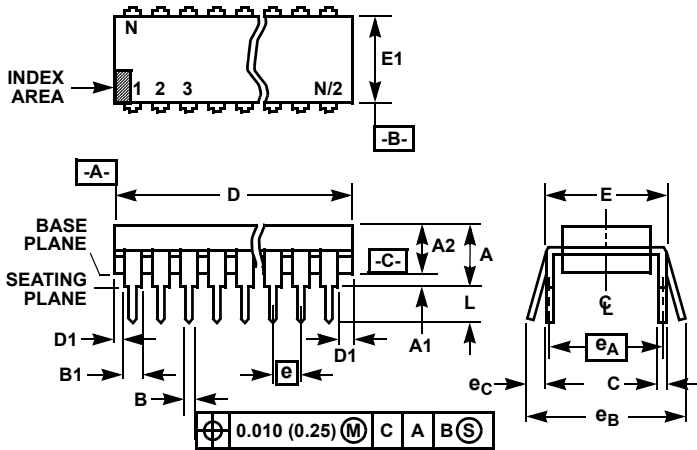 N
E1
INDEX
AREA
1 2 3 N/2
-B-
-A-
D
E
BASE
PLANE
A2
A
-C-
SEATING
PLANE
L
℄
D1
A1
D1
eA
B1
e
eC
C
B
eB
⌖ 0.010 (0.25) Ⓜ C A B Ⓢ